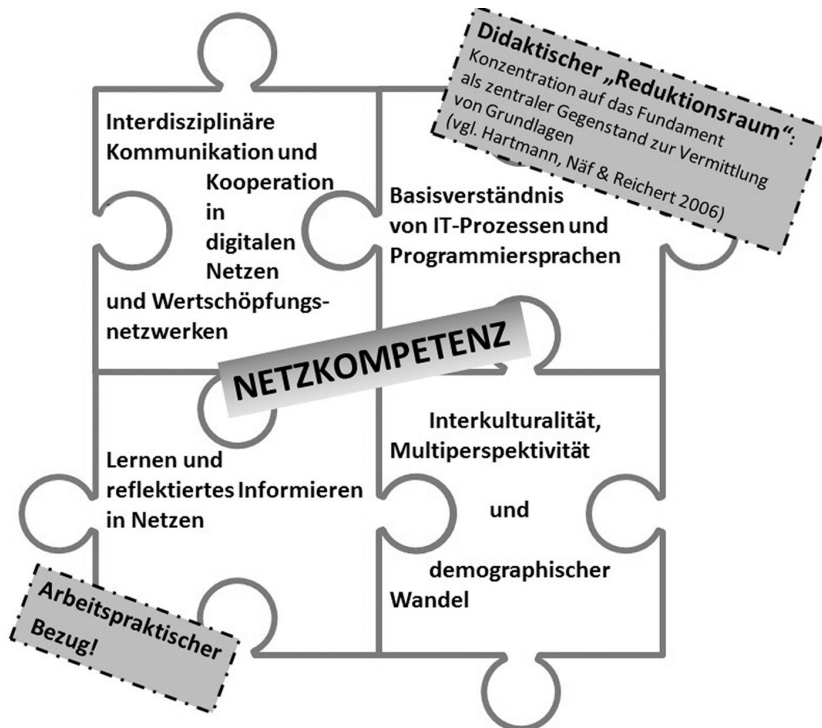 Didaktischer „Reduktionsraum“:
Konzentration auf das Fundament
als zentraler Gegenstand zur Vermittlung
von Grundlagen
(vgl. Hartmann, Näf & Reichert 2006)
Interdisziplinäre
Kommunikation und
Kooperation
in
digitalen
Netzen
und Wertschöpfungs-
netzwerken
Basisverständnis
von IT-Prozessen und
Programmiersprachen
NETZKOMPETENZ
Lernen und
reflektiertes Informieren
in Netzen
Interkulturalität,
Multiperspektivität
und
demographischer
Wandel
Arbeitspraktischer
Bezug!